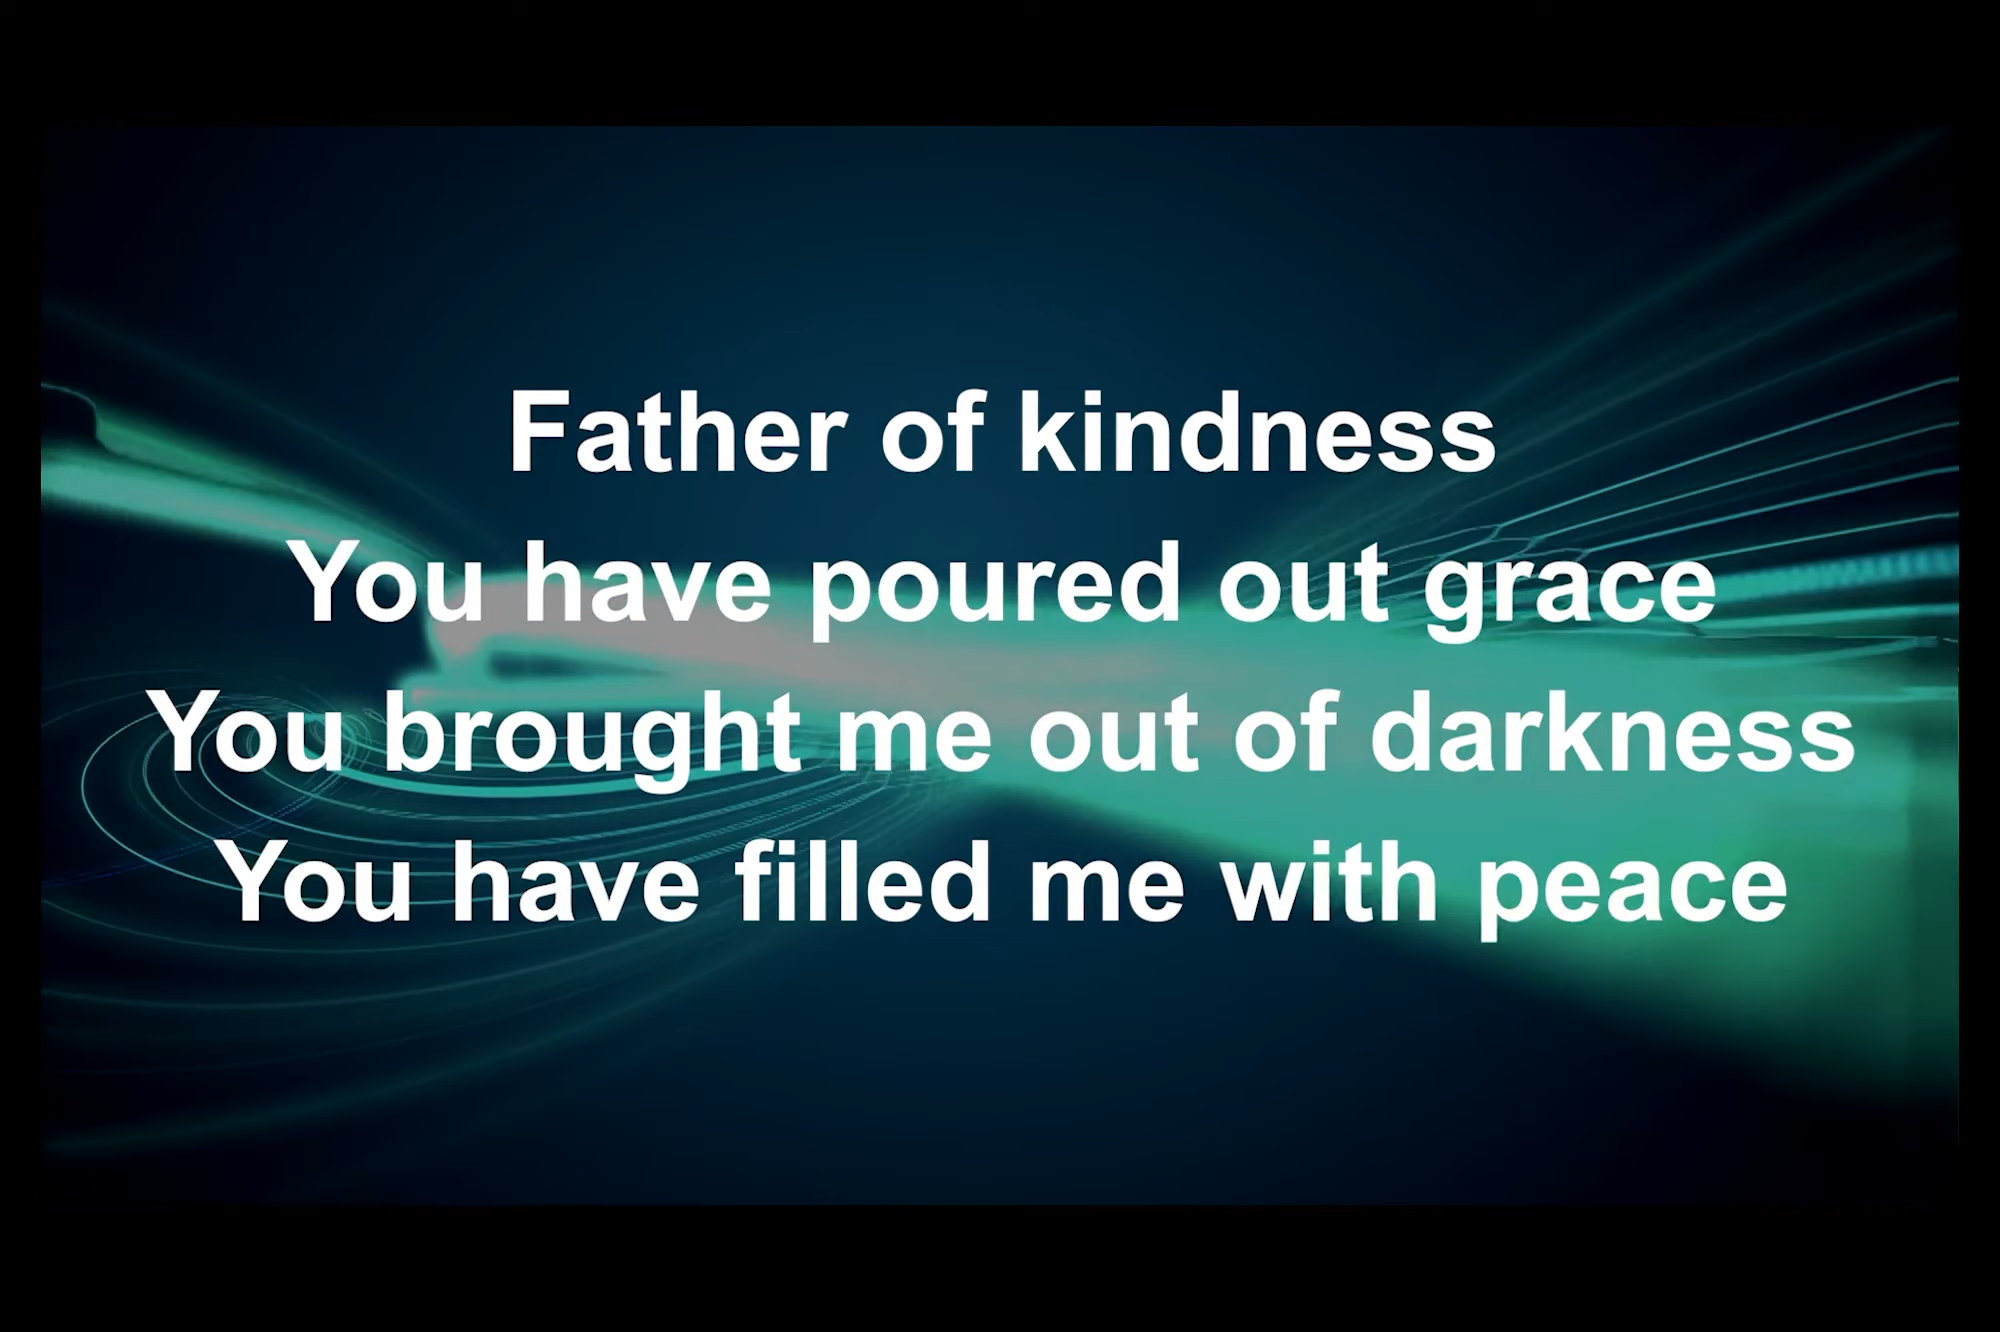 Father of kindness
You have poured out grace
You brought me out of darkness
You have filled me with peace